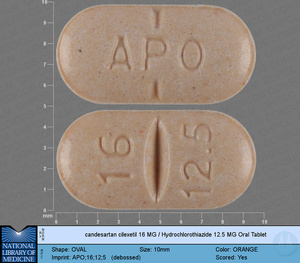 APO
16 12.5
NATIONAL
LIBRARY OF
MEDICINE
candesartan cilexetil 16 MG / Hydrochlorothiazide 12.5 MG Oral Tablet
Shape: OVAL Size: 10mm Color: ORANGE
Imprint: APO;16;12;5 (debossed) Scored: Yes